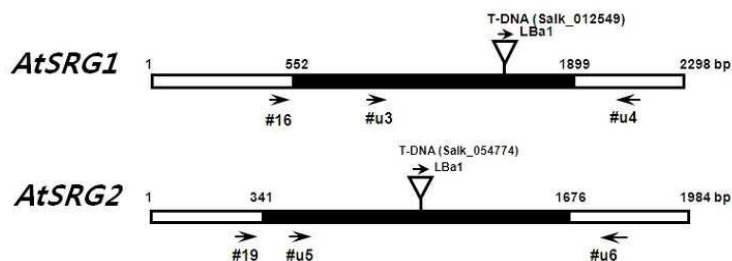 T-DNA (Salk_012549)
LBa1
AtSRG1
1 552 1899 2298 bp
#16 #u3 #u4
T-DNA (Salk_054774)
LBa1
AtSRG2
1 341 1676 1984 bp
#19 #u5 #u6